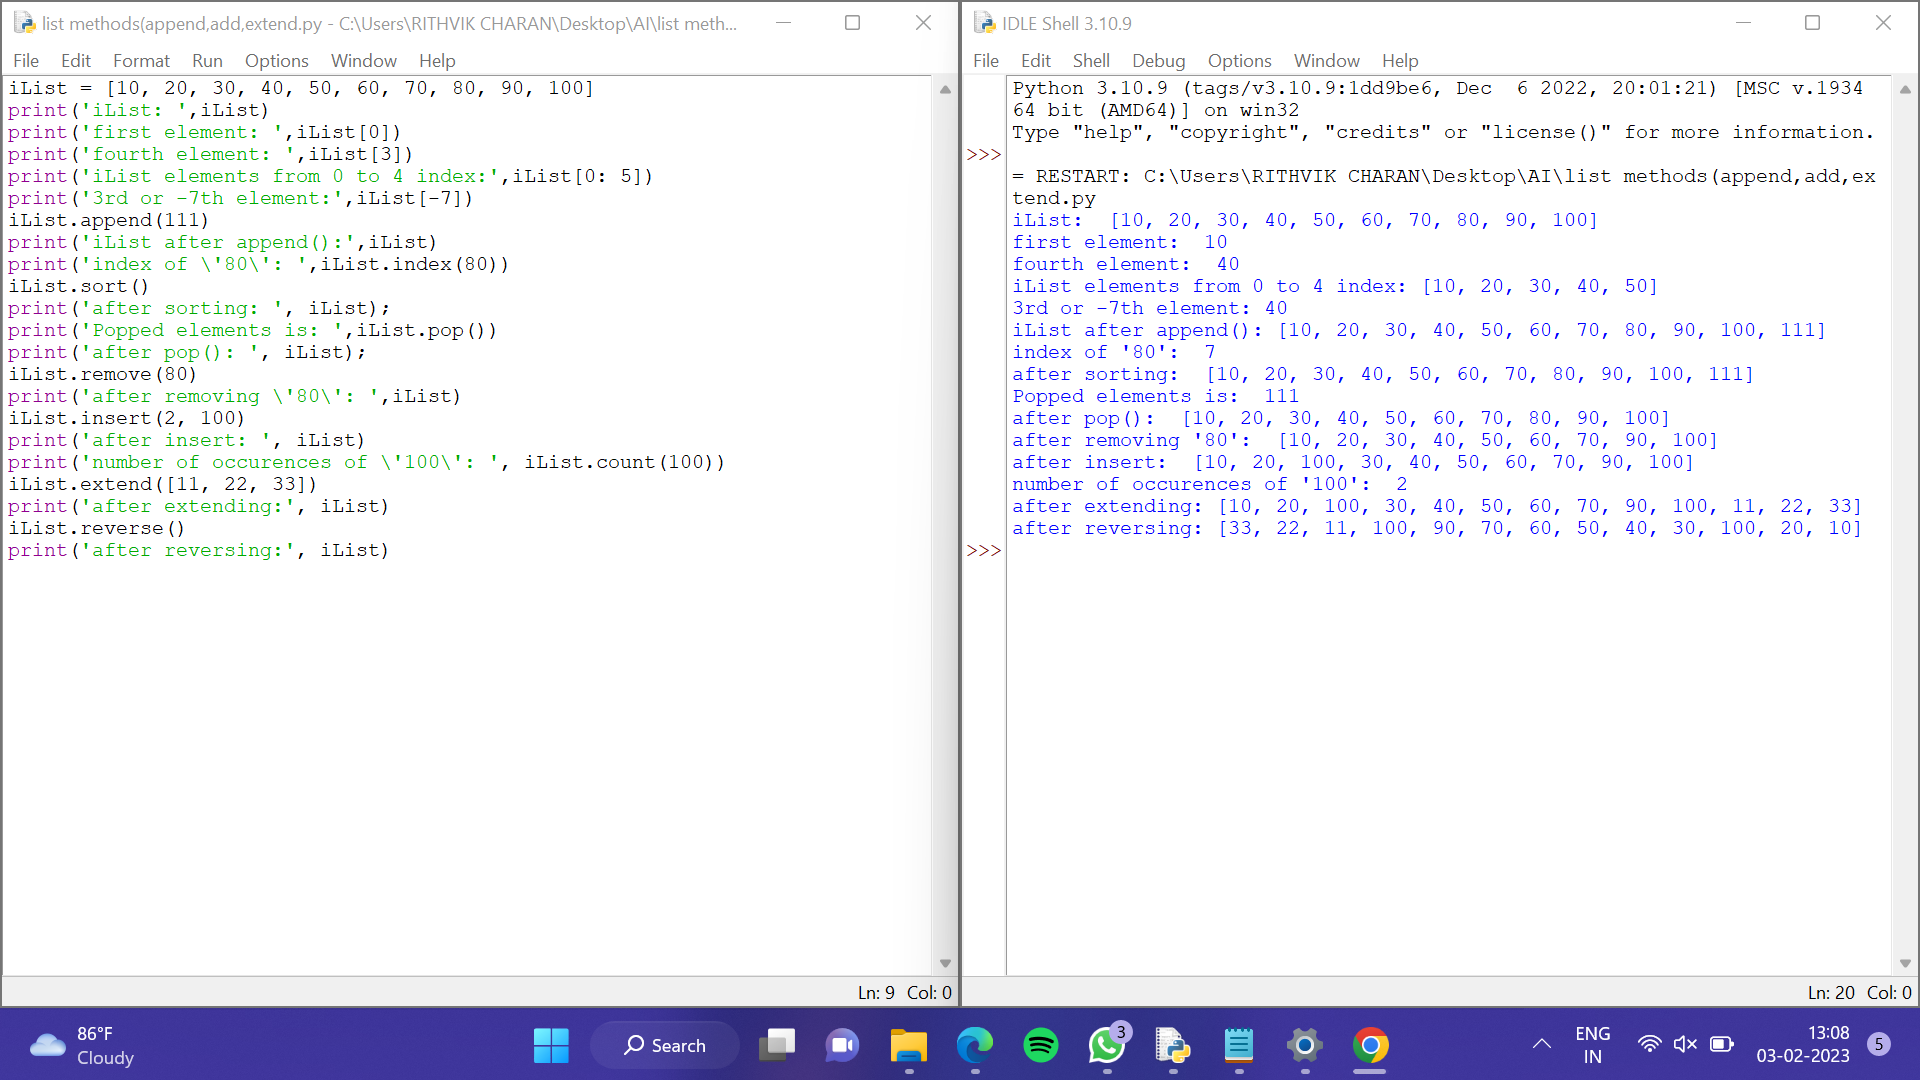 list methods(append,add,extend.py - C:\Users\RITHVIK CHARAN\Desktop\AI\list meth...
File Edit Format Run Options Window Help
iList = [10, 20, 30, 40, 50, 60, 70, 80, 90, 100]
print('iList: ',iList)
print('first element: ',iList[0])
print('fourth element: ',iList[3])
print('iList elements from 0 to 4 index:',iList[0: 5])
print('3rd or -7th element:',iList[-7])
iList.append(111)
print('iList after append():',iList)
print('index of \'80\': ',iList.index(80))
iList.sort()
print('after sorting: ', iList);
print('Popped elements is: ',iList.pop())
print('after pop(): ', iList);
iList.remove(80)
print('after removing \'80\': ',iList)
iList.insert(2, 100)
print('after insert: ', iList)
print('number of occurences of \'100\': ', iList.count(100))
iList.extend([11, 22, 33])
print('after extending:', iList)
iList.reverse()
print('after reversing:', iList)
Ln: 9 Col: 0
IDLE Shell 3.10.9
File Edit Shell Debug Options Window Help
Python 3.10.9 (tags/v3.10.9:1dd9be6, Dec  6 2022, 20:01:21) [MSC v.1934
64 bit (AMD64)] on win32
Type "help", "copyright", "credits" or "license()" for more information.
>>>
= RESTART: C:\Users\RITHVIK CHARAN\Desktop\AI\list methods(append,add,ex
tend.py
iList:  [10, 20, 30, 40, 50, 60, 70, 80, 90, 100]
first element:  10
fourth element:  40
iList elements from 0 to 4 index: [10, 20, 30, 40, 50]
3rd or -7th element: 40
iList after append(): [10, 20, 30, 40, 50, 60, 70, 80, 90, 100, 111]
index of '80':  7
after sorting:  [10, 20, 30, 40, 50, 60, 70, 80, 90, 100, 111]
Popped elements is:  111
after pop():  [10, 20, 30, 40, 50, 60, 70, 80, 90, 100]
after removing '80':  [10, 20, 30, 40, 50, 60, 70, 90, 100]
after insert:  [10, 20, 100, 30, 40, 50, 60, 70, 90, 100]
number of occurences of '100':  2
after extending: [10, 20, 100, 30, 40, 50, 60, 70, 90, 100, 11, 22, 33]
after reversing: [33, 22, 11, 100, 90, 70, 60, 50, 40, 30, 100, 20, 10]
>>>
Ln: 20 Col: 0
86°F
Cloudy
Search
3
ENG
IN
13:08
03-02-2023
5